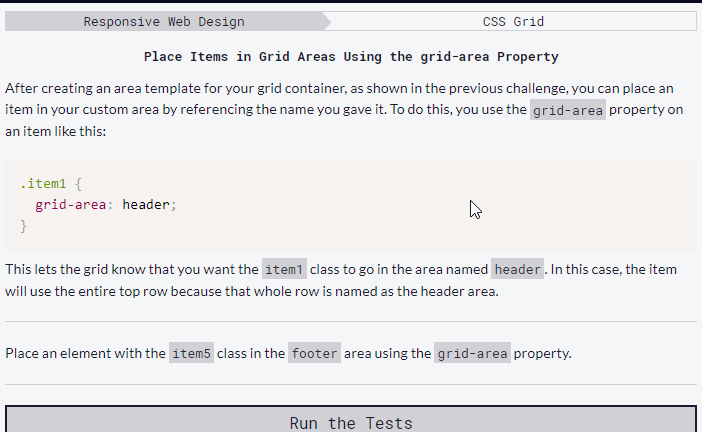 Responsive Web Design
CSS Grid
Place Items in Grid Areas Using the grid-area Property
After creating an area template for your grid container, as shown in the previous challenge, you can place an
item in your custom area by referencing the name you gave it. To do this, you use the grid-area property on
an item like this:
.item1 {
grid-area: header;
}
This lets the grid know that you want the item1 class to go in the area named header. In this case, the item
will use the entire top row because that whole row is named as the header area.
Place an element with the item5 class in the footer area using the grid-area property.
Run the Tests